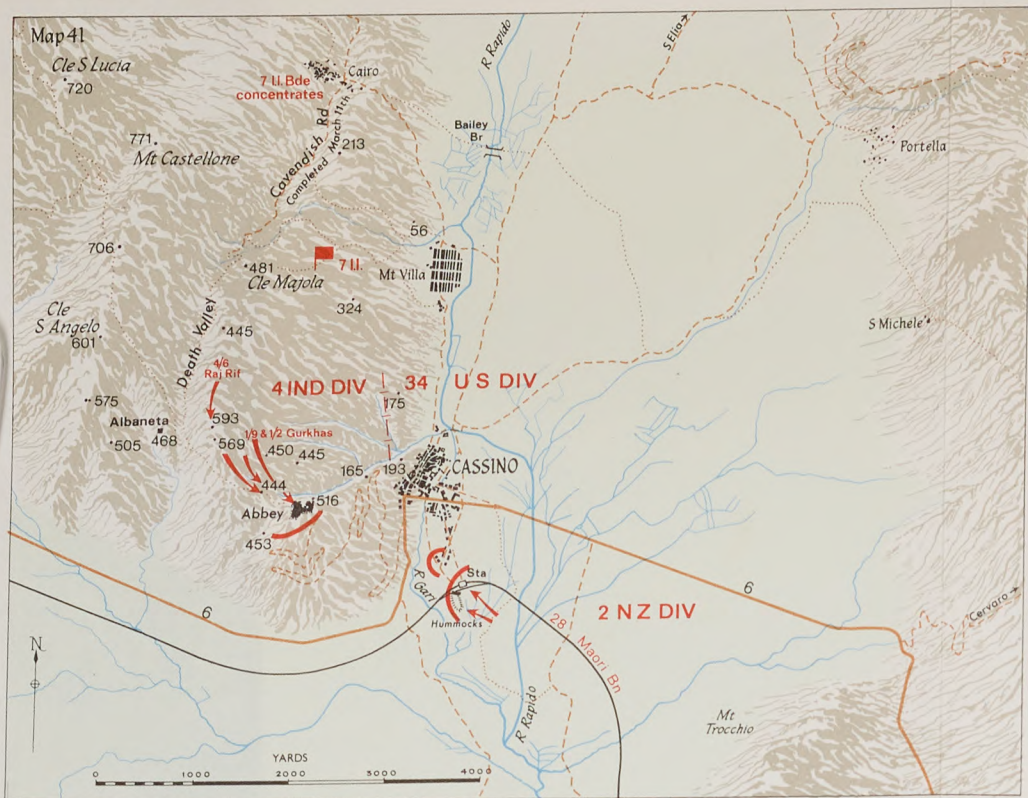 Map 41
Cle S Lucia
720
7 I.I. Bde
concentrates
Cairo
R Rapido
S Elia
771
Mt Castellone
Cavendish Rd
Completed March 11th
213
Bailey
Br
Portella
706
56
481
Cle Majola
7 I.I.
Mt Villa
324
Cle
S Angelo
601
Death Valley
445
S Michele
4/6
Raj Rif
4 IND DIV
34 US DIV
175
575
Albaneta
505
468
593
569
1/9 & 1/2 Gurkhas
450
445
444
165
193
CASSINO
Abbey
516
453
6
R Gari
Sta
Hummocks
2 NZ DIV
28 Maori Bn
6
Cervaro
N
R Rapido
Mt
Trocchio
YARDS
0 1000 2000 3000 4000